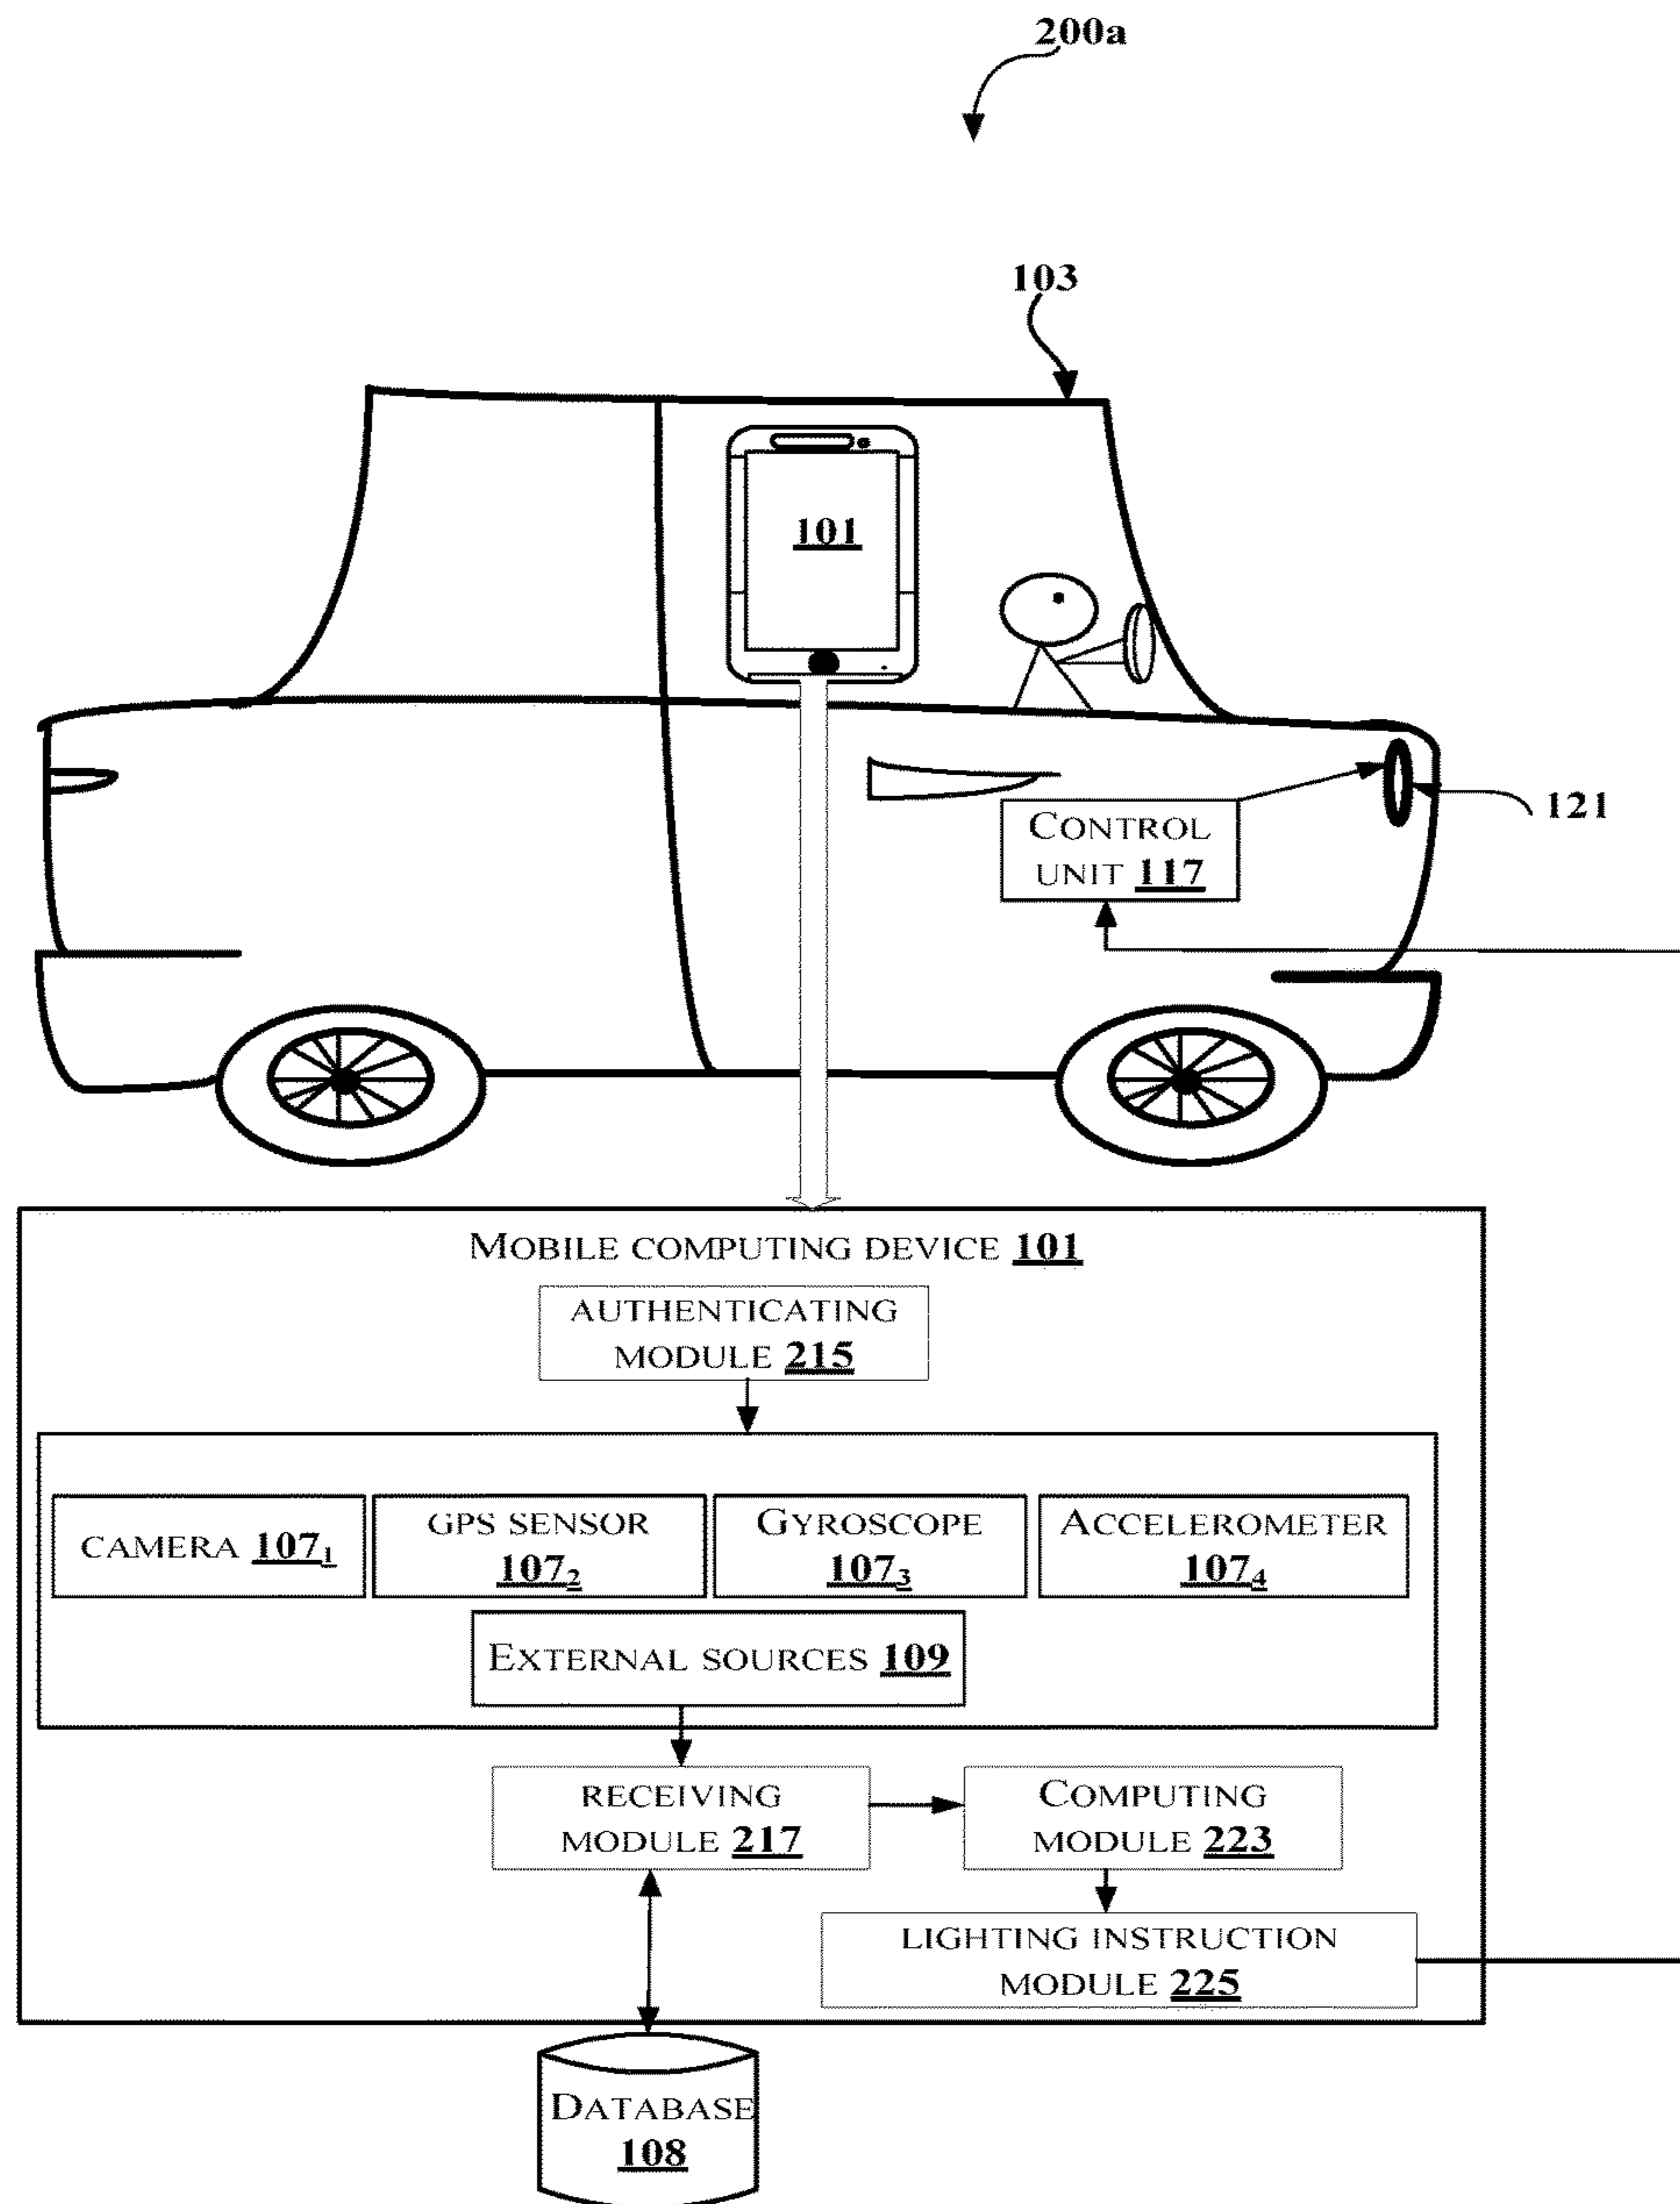 200a
103
101
CONTROL
UNIT 117
121
MOBILE COMPUTING DEVICE 101
AUTHENTICATING
MODULE 215
CAMERA 107₁
GPS SENSOR
107₂
GYROSCOPE
107₃
ACCELEROMETER
107₄
EXTERNAL SOURCES 109
RECEIVING
MODULE 217
COMPUTING
MODULE 223
LIGHTING INSTRUCTION
MODULE 225
DATABASE
108